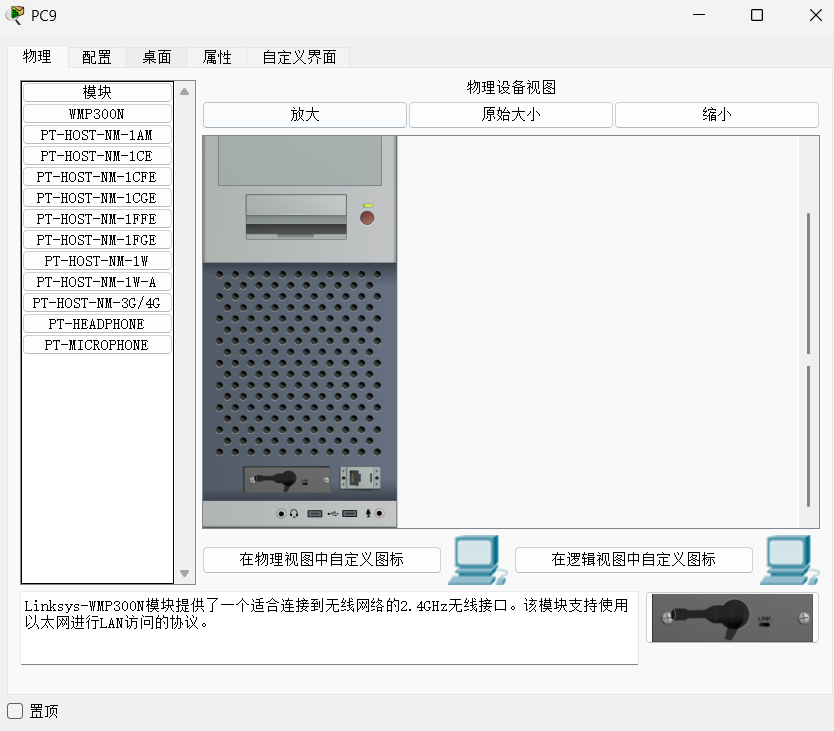 PC9
物理 配置 桌面 属性 自定义界面
模块
WMP300N
PT-HOST-NM-1AM
PT-HOST-NM-1CE
PT-HOST-NM-1CFE
PT-HOST-NM-1CGE
PT-HOST-NM-1FFE
PT-HOST-NM-1FGE
PT-HOST-NM-1W
PT-HOST-NM-1W-A
PT-HOST-NM-3G/4G
PT-HEADPHONE
PT-MICROPHONE
物理设备视图
放大 原始大小 缩小
在物理视图中自定义图标 在逻辑视图中自定义图标
Linksys-WMP300N模块提供了一个适合连接到无线网络的2.4GHz无线接口。该模块支持使用
以太网进行LAN访问的协议。
LINK
置顶